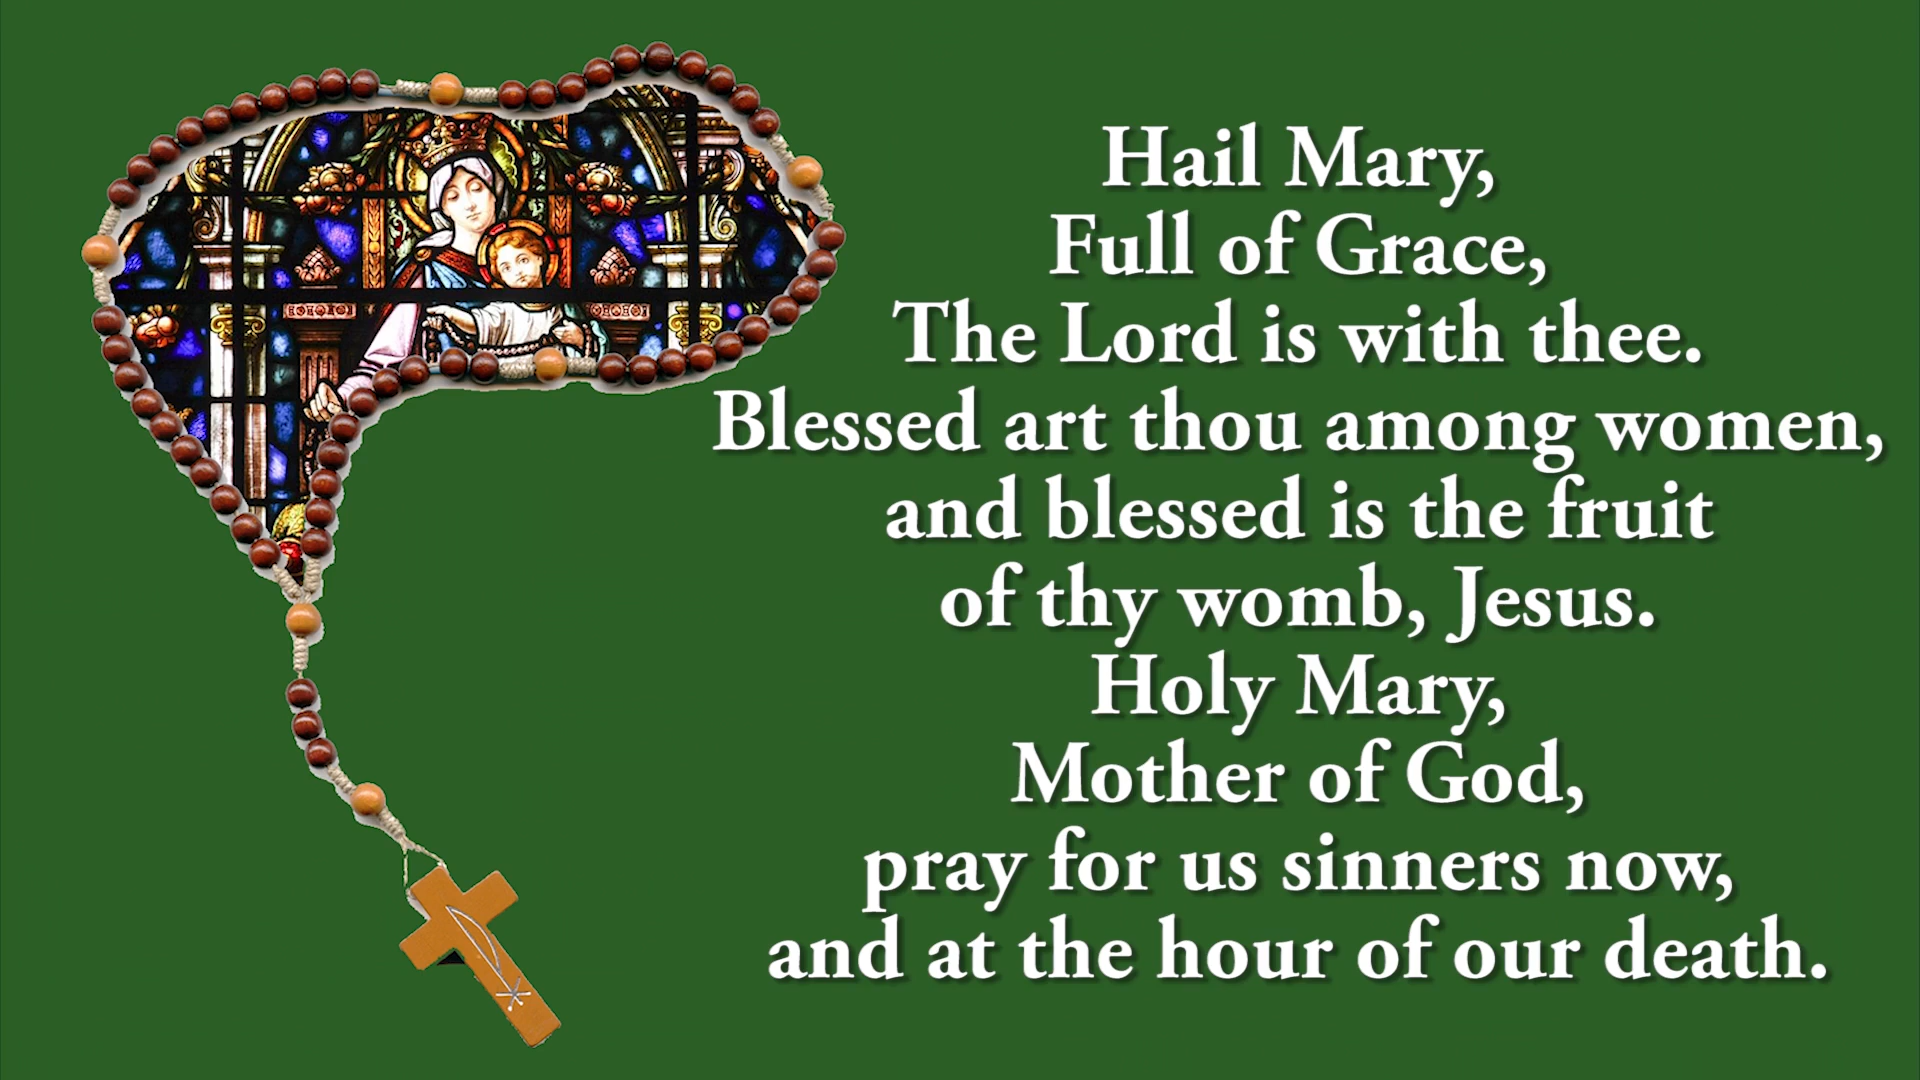 Hail Mary,
Full of Grace,
The Lord is with thee.
Blessed art thou among women,
and blessed is the fruit
of thy womb, Jesus.
Holy Mary,
Mother of God,
pray for us sinners now,
and at the hour of our death.